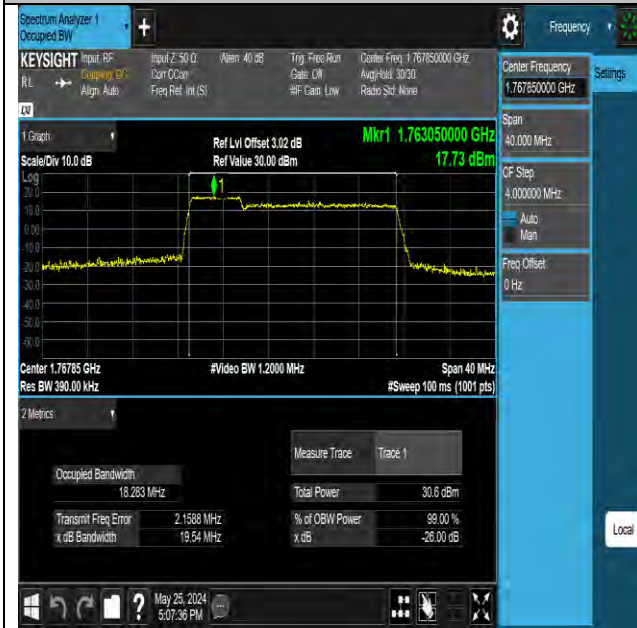 Spectrum Analyzer 1
Occupied BW
+
Frequency
KEYSIGHT Input: RF
RL
Coupling: DC
Align: Auto
Input Z: 50 Ω
Corr CCorr
Freq Ref: Int (S)
Atten: 40 dB
Trig: Free Run
Gate: Off
#IF Gain: Low
Center Freq: 1.767850000 GHz
Avg|Hold: 30/30
Radio Std: None
LXI
Center Frequency
1.767850000 GHz
Settings
Span
40.000 MHz
CF Step
4.000000 MHz
Auto
Man
Freq Offset
0 Hz
Local
1 Graph
Scale/Div 10.0 dB
Ref Lvl Offset 3.02 dB
Ref Value 30.00 dBm
Mkr1 1.763050000 GHz
17.73 dBm
Log
20.0
10.0
0.00
-10.0
-20.0
-30.0
-40.0
-50.0
-60.0
1
Center 1.76785 GHz
Res BW 390.00 kHz
#Video BW 1.2000 MHz
Span 40 MHz
#Sweep 100 ms (1001 pts)
2 Metrics
Measure Trace Trace 1
Occupied Bandwidth
18.283 MHz
Total Power 30.6 dBm
Transmit Freq Error 2.1588 MHz
% of OBW Power 99.00 %
x dB Bandwidth 19.54 MHz
x dB -26.00 dB
?
May 25, 2024
5:07:36 PM